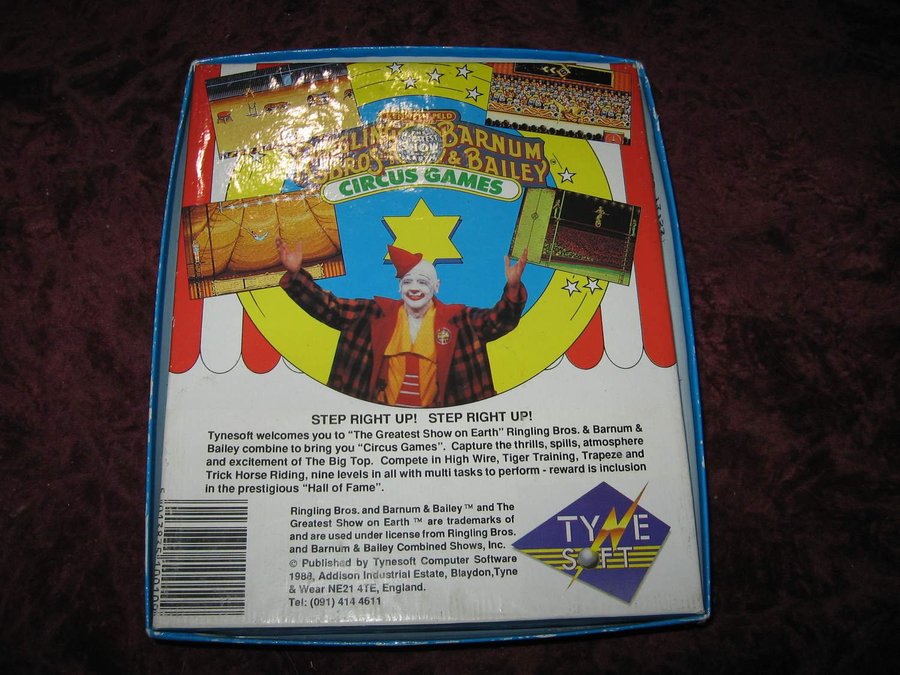 BARNUM
BROS. & BAILEY
CIRCUS GAMES
STEP RIGHT UP! STEP RIGHT UP!
Tynesoft welcomes you to "The Greatest Show on Earth" Ringling Bros. & Barnum &
Bailey combine to bring you "Circus Games". Capture the thrills, spills, atmosphere
and excitement of The Big Top. Compete in High Wire, Tiger Training, Trapeze and
Trick Horse Riding, nine levels in all with multi tasks to perform - reward is inclusion
in the prestigious "Hall of Fame".
Ringling Bros. and Barnum & Bailey™ and The
Greatest Show on Earth ™ are trademarks of
and are used under license from Ringling Bros.
and Barnum & Bailey Combined Shows, Inc.
© Published by Tynesoft Computer Software
1988, Addison Industrial Estate, Blaydon,Tyne
& Wear NE21 4TE, England.
Tel: (091) 414 4611
TYNE
SOFT